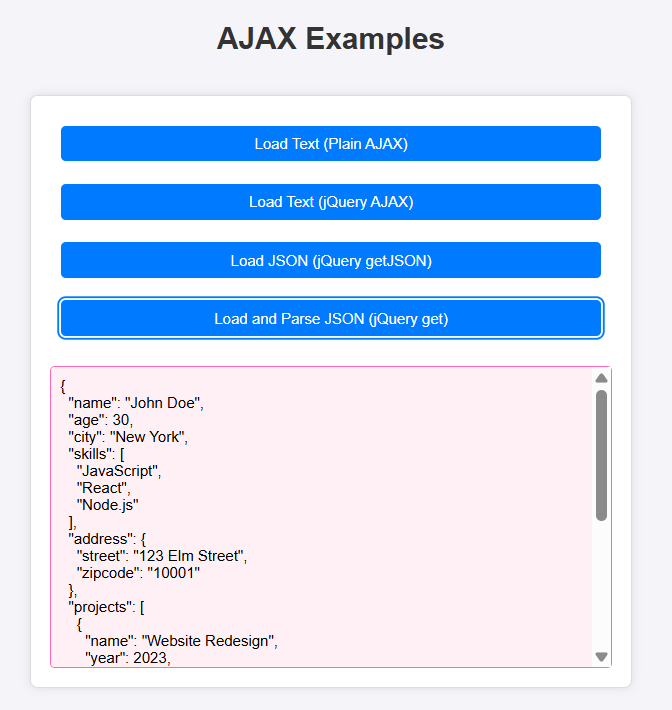 AJAX Examples
Load Text (Plain AJAX)
Load Text (jQuery AJAX)
Load JSON (jQuery getJSON)
Load and Parse JSON (jQuery get)
{
  "name": "John Doe",
  "age": 30,
  "city": "New York",
  "skills": [
    "JavaScript",
    "React",
    "Node.js"
  ],
  "address": {
    "street": "123 Elm Street",
    "zipcode": "10001"
  },
  "projects": [
    {
      "name": "Website Redesign",
      "year": 2023,